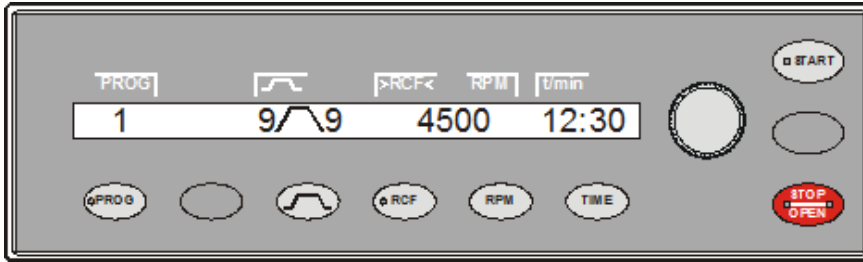 PROG >RCF< RPM t/min
1 9 9 4500 12:30
START
PROG RCF RPM TIME
STOP
OPEN